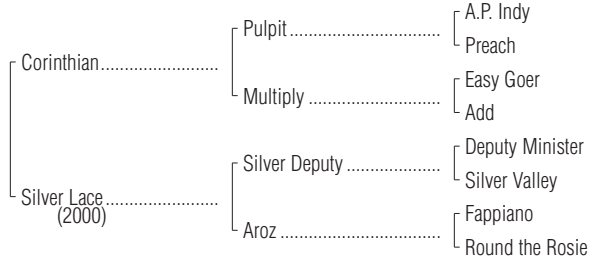 A.P. Indy
Pulpit
Preach
Corinthian
Easy Goer
Multiply
Add
Deputy Minister
Silver Deputy
Silver Valley
Silver Lace
(2000)
Fappiano
Aroz
Round the Rosie